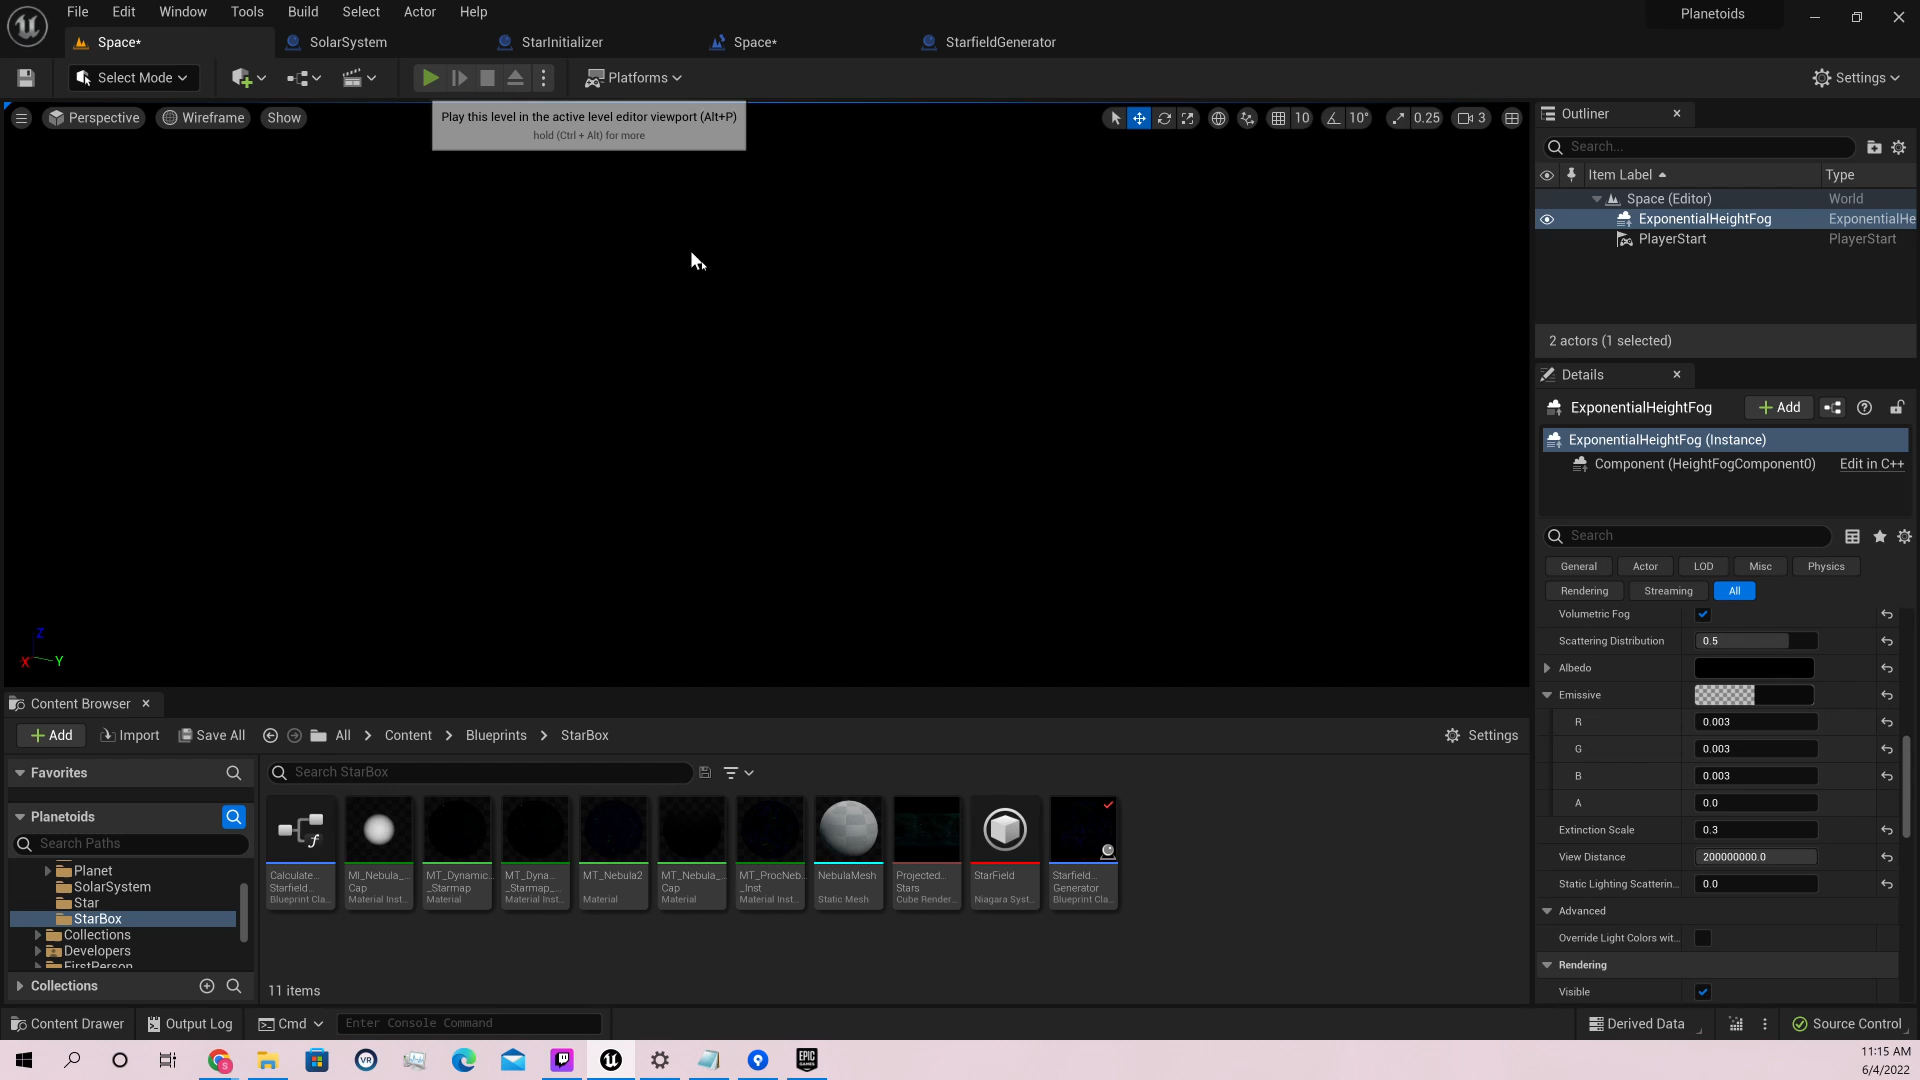 File Edit Window Tools Build Select Actor Help
Planetoids
Space* SolarSystem StarInitializer Space* StarfieldGenerator
Select Mode Platforms Settings
Perspective Wireframe Show
Play this level in the active level editor viewport (Alt+P)
hold (Ctrl + Alt) for more
10 10° 0.25 3
Outliner
Search...
Item Label Type
Space (Editor) World
ExponentialHeightFog ExponentialHe
PlayerStart PlayerStart
2 actors (1 selected)
Details
ExponentialHeightFog Add
ExponentialHeightFog (Instance)
Component (HeightFogComponent0) Edit in C++
Search
General Actor LOD Misc Physics
Rendering Streaming All
Volumetric Fog
Scattering Distribution 0.5
Albedo
Emissive
R 0.003
G 0.003
B 0.003
A 0.0
Extinction Scale 0.3
View Distance 200000000.0
Static Lighting Scatterin... 0.0
Advanced
Override Light Colors wit...
Rendering
Visible
Z
X Y
Content Browser
Add Import Save All All Content Blueprints StarBox Settings
Favorites
Planetoids
Search Paths
Planet
SolarSystem
Star
StarBox
Collections
Developers
FirstPerson
Collections
Search StarBox
Calculate...
Starfield...
Blueprint Cla...
MI_Nebula_...
Cap
Material Inst...
MT_Dynamic...
_Starmap
Material
MT_Dyna...
_Starmap_...
Material Inst...
MT_Nebula2
Material
MT_Nebula_...
Cap
Material
MT_ProcNeb...
_Inst
Material Inst...
NebulaMesh
Static Mesh
Projected...
Stars
Cube Render...
StarField
Niagara Syst...
Starfield...
Generator
Blueprint Cla...
11 items
Content Drawer Output Log Cmd Enter Console Command Derived Data Source Control
VR
EPIC
GAMES
11:15 AM
6/4/2022